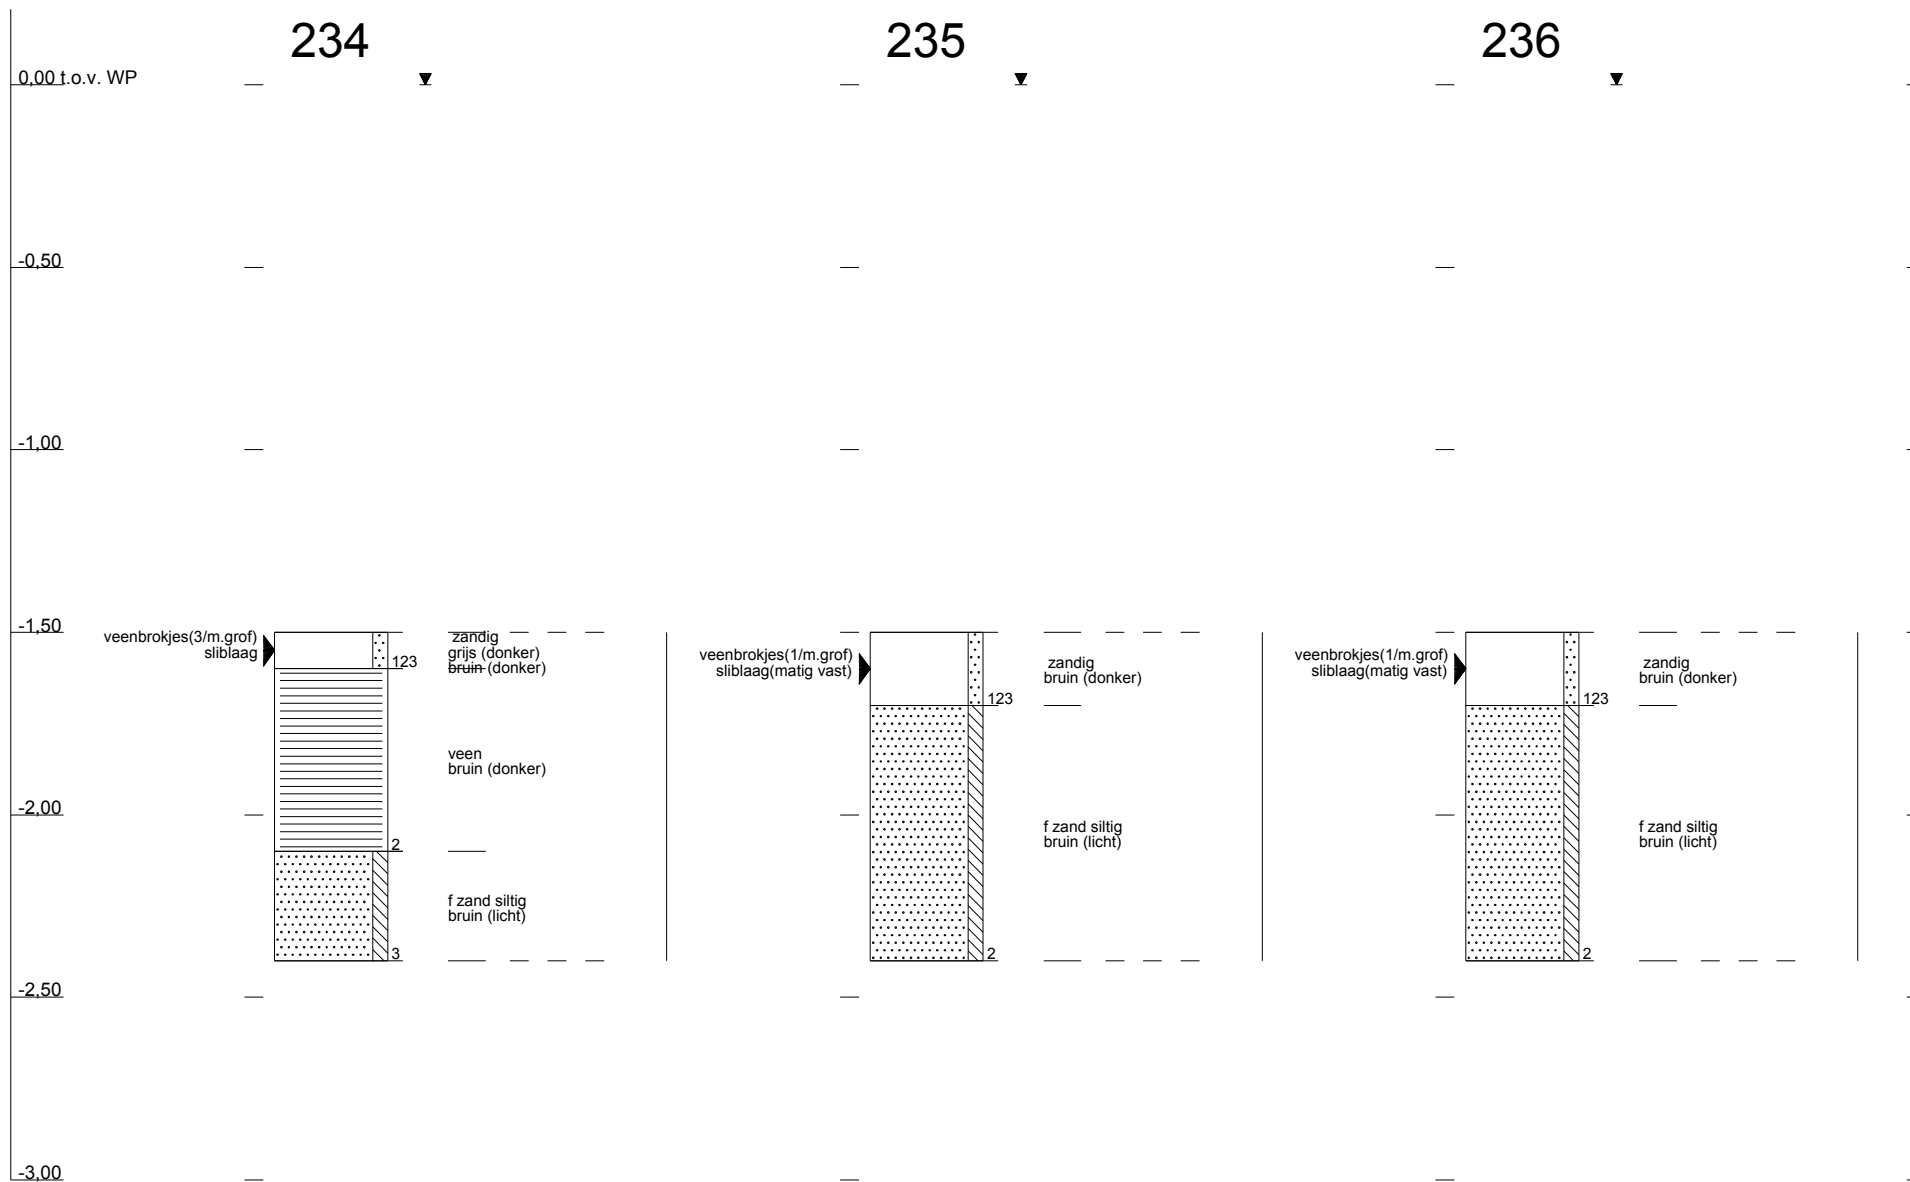 234
235
236
0,00 t.o.v. WP
-0,50
-1,00
-1,50
-2,00
-2,50
-3,00
veenbrokjes(3/m.grof)
sliblaag
123
2
3
zandig
grijs (donker)
bruin (donker)
veen
bruin (donker)
f zand siltig
bruin (licht)
veenbrokjes(1/m.grof)
sliblaag(matig vast)
123
2
zandig
bruin (donker)
f zand siltig
bruin (licht)
veenbrokjes(1/m.grof)
sliblaag(matig vast)
123
2
zandig
bruin (donker)
f zand siltig
bruin (licht)